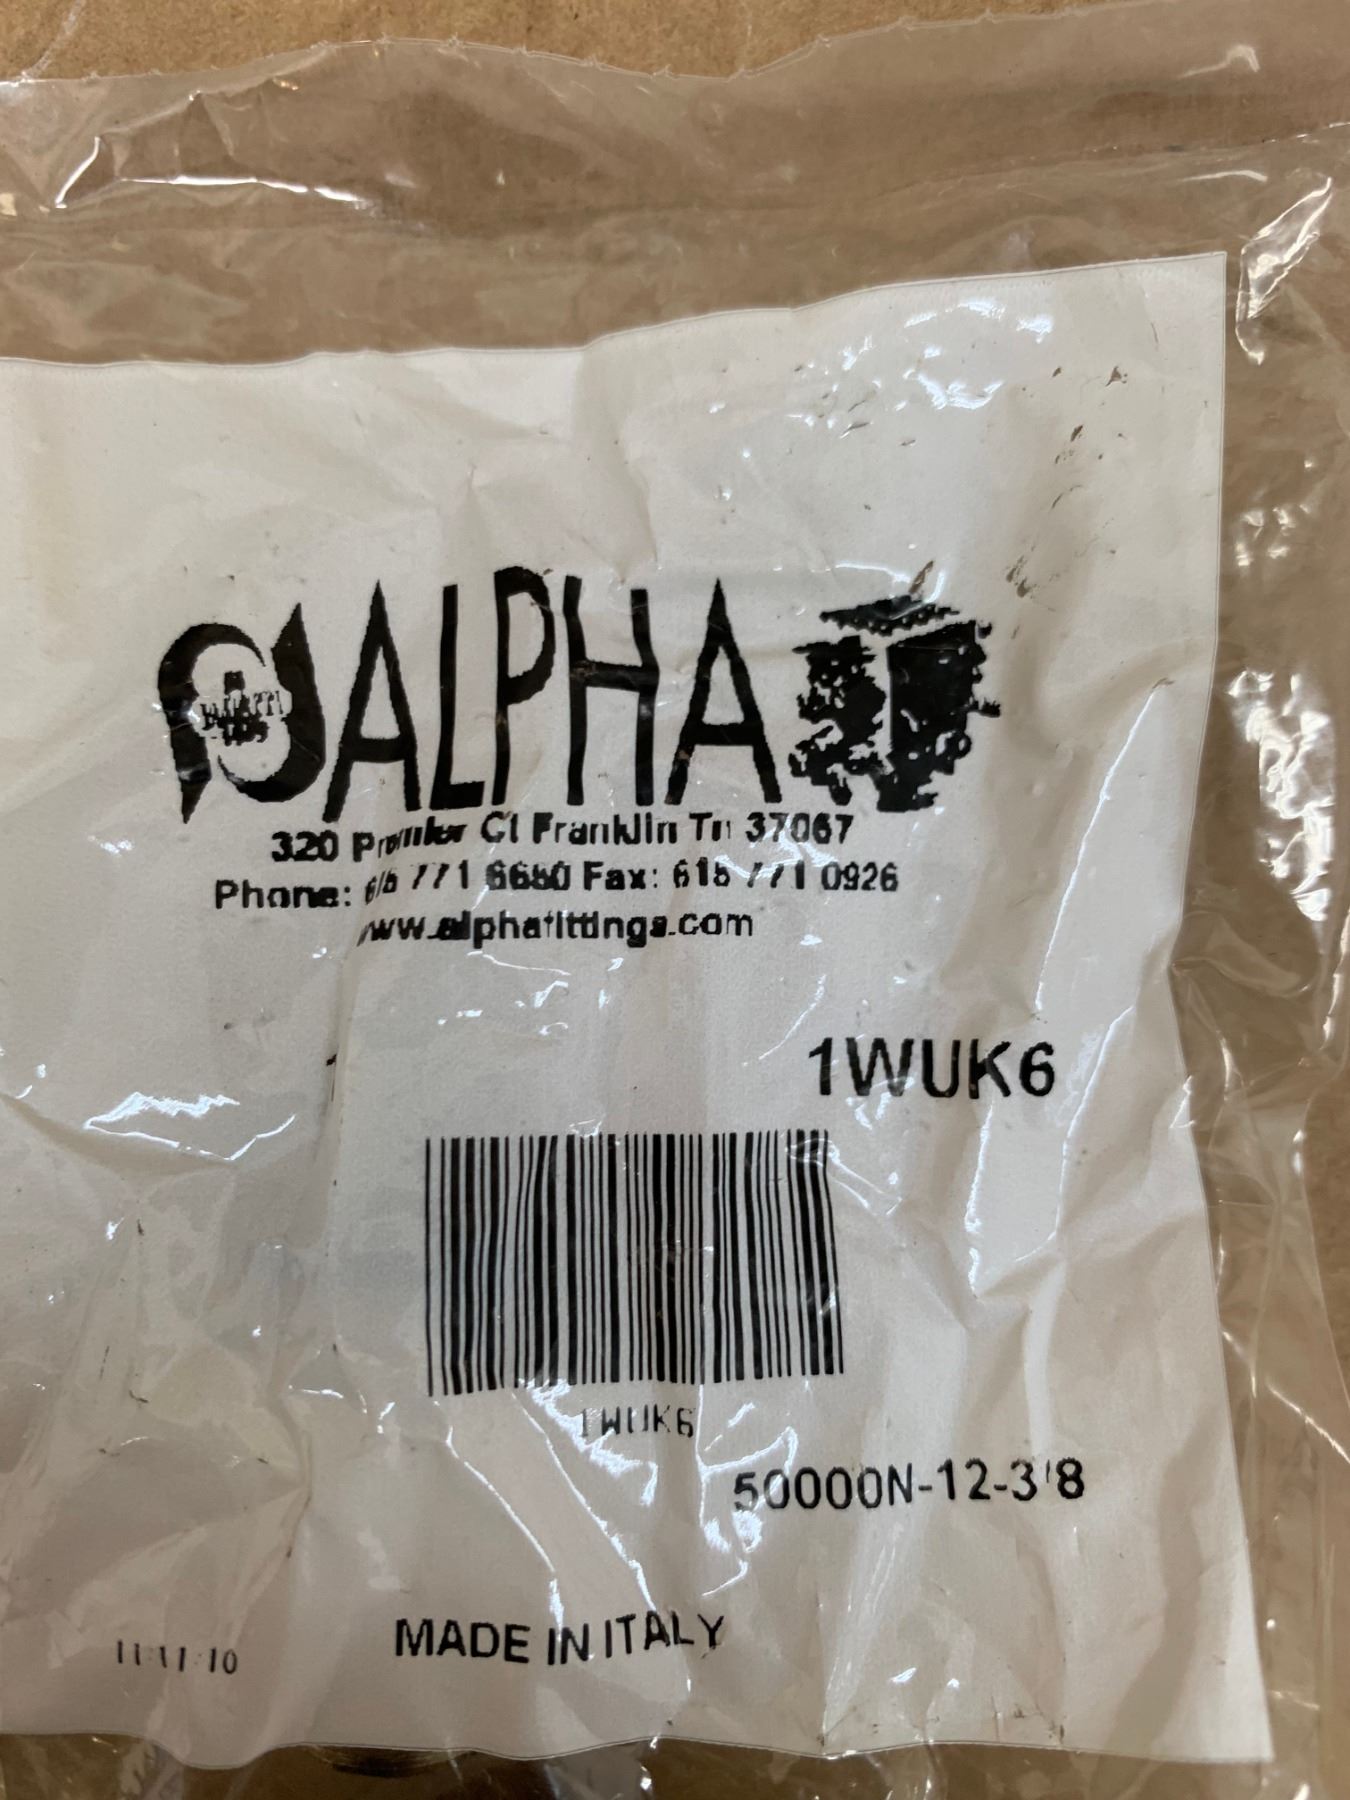 ALPHA
320 Premier Ct Franklin Tn 37067
Phone: 615 771 6650 Fax: 615 771 0926
www.alphafittings.com
1WUK6
1WUK6
50000N-12-3/8
MADE IN ITALY
11/11/10